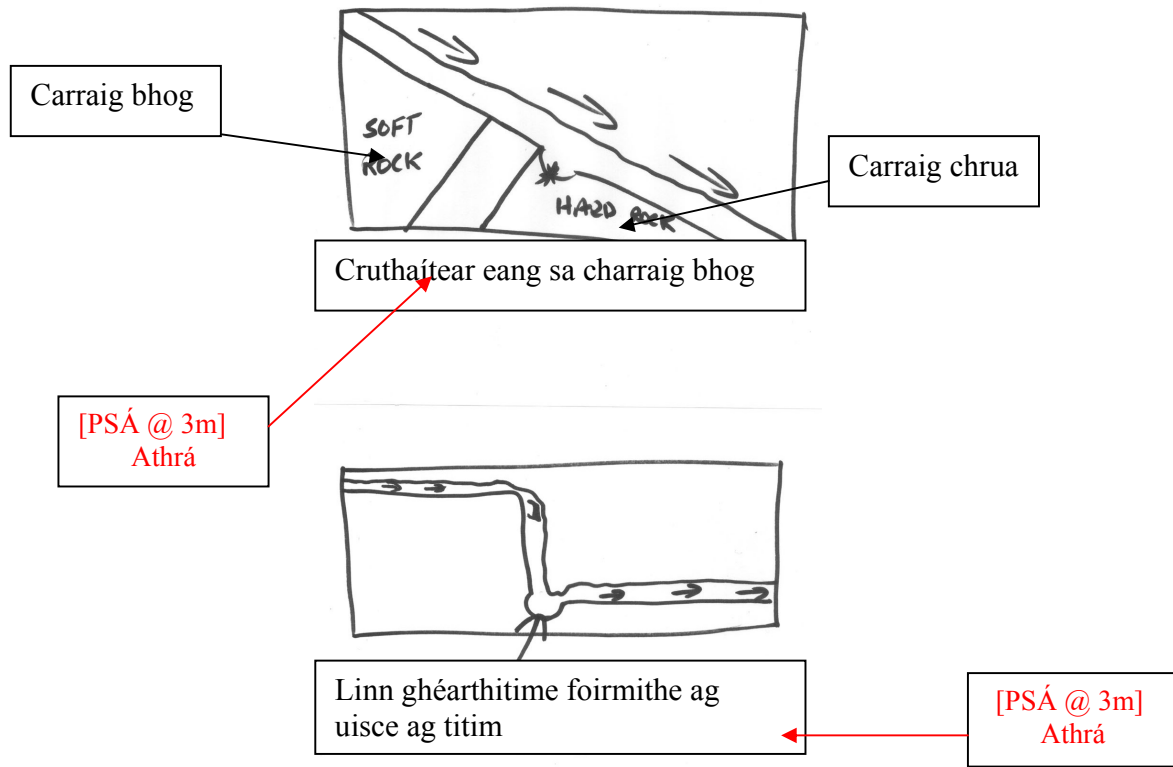 Carraig bhog
SOFT
ROCK
Carraig chrua
HARD ROCK
Cruthaítear eang sa charraig bhog
[PSÁ @ 3m]
Athrá
Linn ghéarthitime foirmithe ag
uisce ag titim
[PSÁ @ 3m]
Athrá